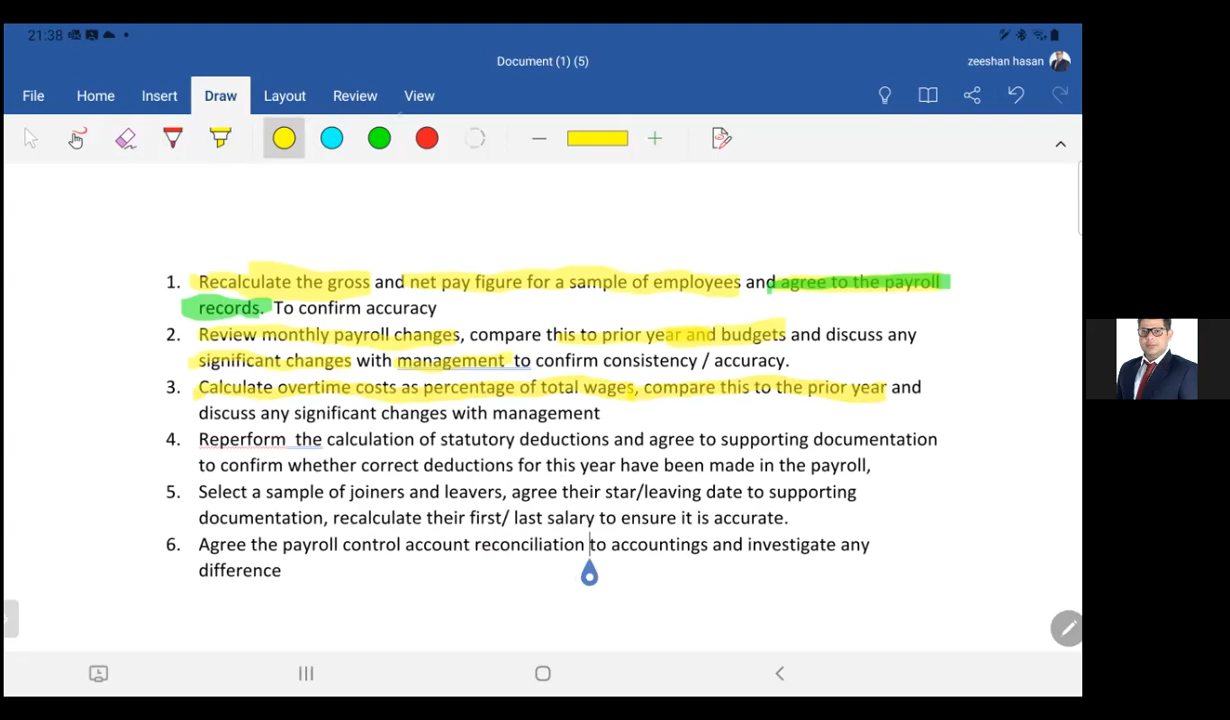 21:38
Document (1) (5)
zeeshan hasan
File Home Insert Draw Layout Review View
1. Recalculate the gross and net pay figure for a sample of employees and agree to the payroll
records. To confirm accuracy
2. Review monthly payroll changes, compare this to prior year and budgets and discuss any
significant changes with management to confirm consistency / accuracy.
3. Calculate overtime costs as percentage of total wages, compare this to the prior year and
discuss any significant changes with management
4. Reperform the calculation of statutory deductions and agree to supporting documentation
to confirm whether correct deductions for this year have been made in the payroll,
5. Select a sample of joiners and leavers, agree their star/leaving date to supporting
documentation, recalculate their first/ last salary to ensure it is accurate.
6. Agree the payroll control account reconciliation to accountings and investigate any
difference